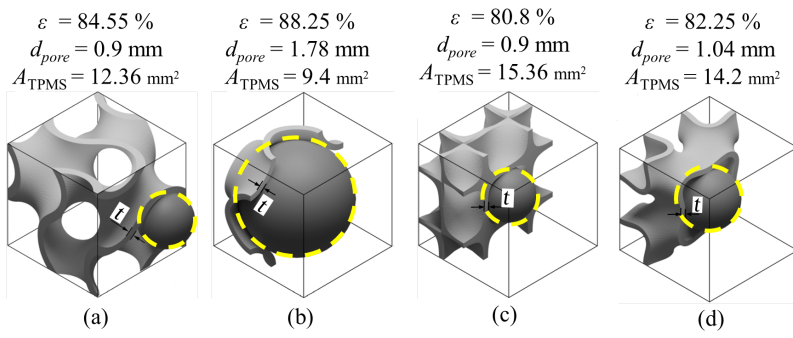 ε = 84.55 %
d_pore = 0.9 mm
A_TPMS = 12.36 mm²
t
(a)
ε = 88.25 %
d_pore = 1.78 mm
A_TPMS = 9.4 mm²
t
(b)
ε = 80.8 %
d_pore = 0.9 mm
A_TPMS = 15.36 mm²
t
(c)
ε = 82.25 %
d_pore = 1.04 mm
A_TPMS = 14.2 mm²
t
(d)